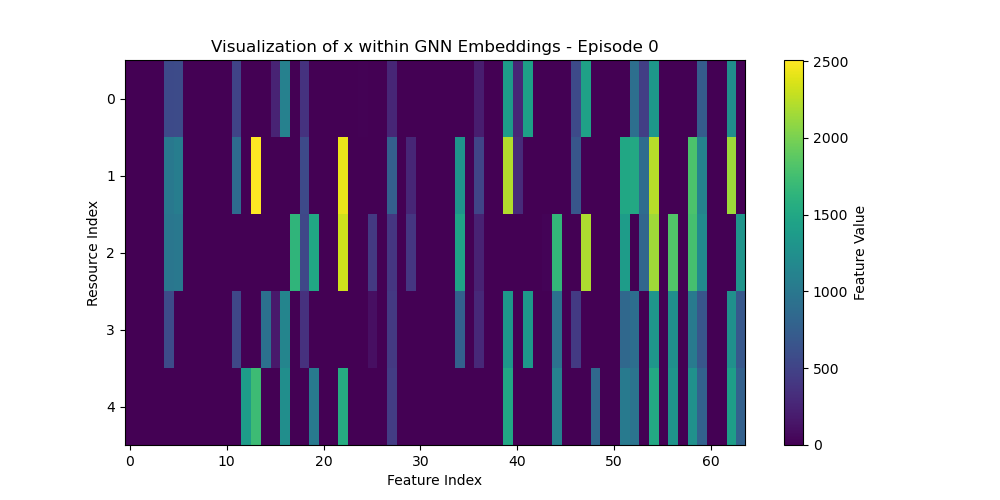 Visualization of x within GNN Embeddings - Episode 0
Resource Index
0
1
2
3
4
0 10 20 30 40 50 60
Feature Index
2500
2000
1500
1000
500
0
Feature Value